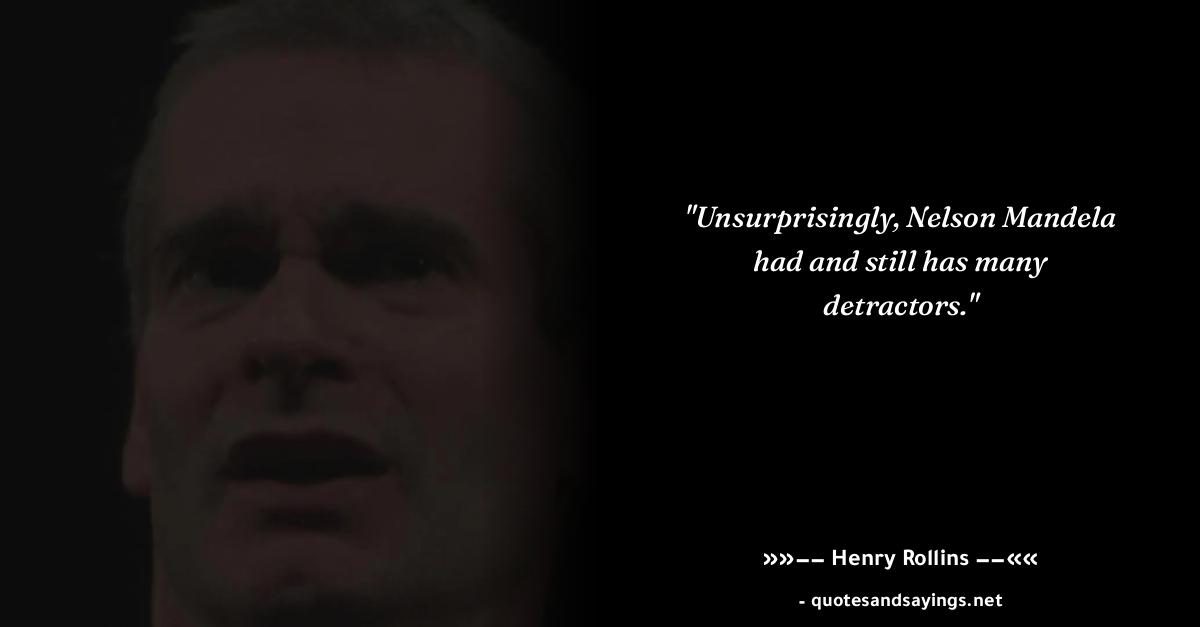 "Unsurprisingly, Nelson Mandela
had and still has many
detractors."
»»–– Henry Rollins ––««
- quotesandsayings.net